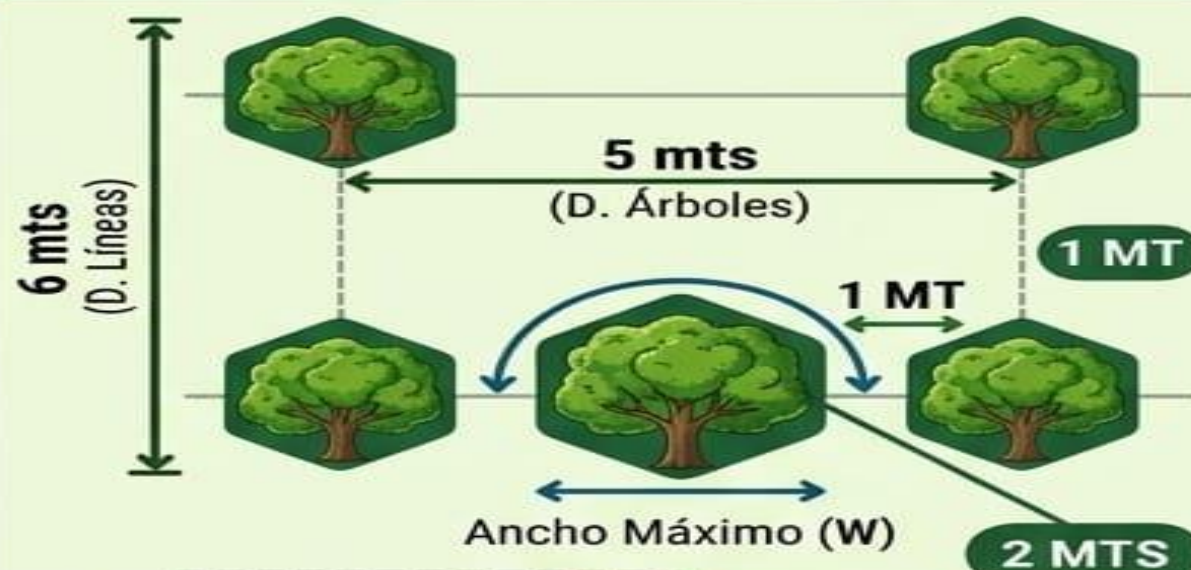 6 mts
(D. Líneas)
5 mts
(D. Árboles)
1 MT
1 MT
Ancho Máximo (W)
2 MTS